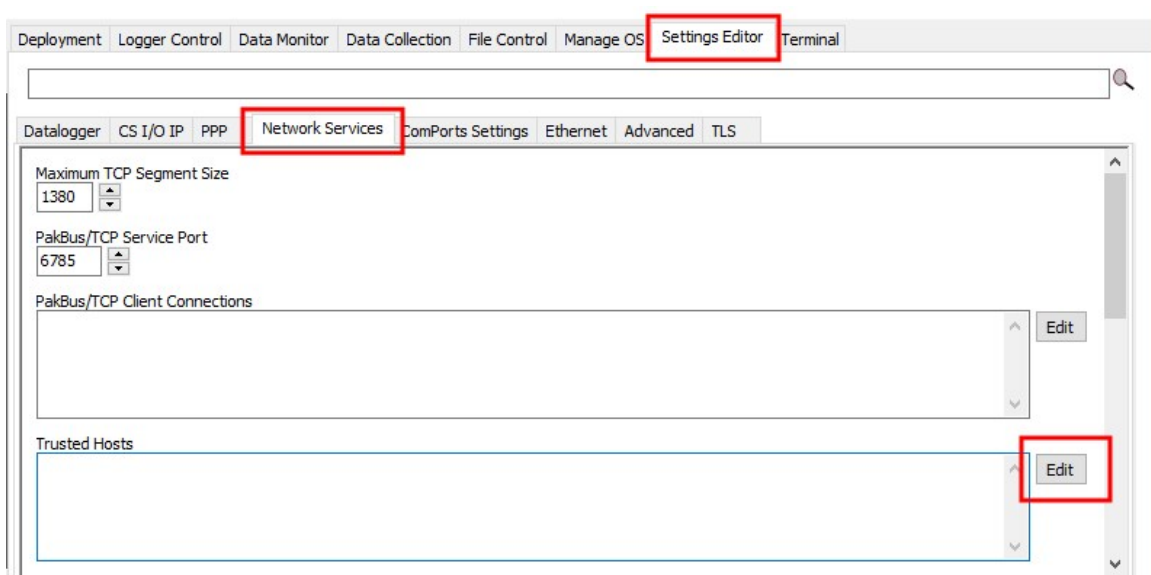 Deployment Logger Control Data Monitor Data Collection File Control Manage OS Settings Editor Terminal
Datalogger CS I/O IP PPP Network Services ComPorts Settings Ethernet Advanced TLS
Maximum TCP Segment Size
1380
PakBus/TCP Service Port
6785
PakBus/TCP Client Connections
Edit
Trusted Hosts
Edit